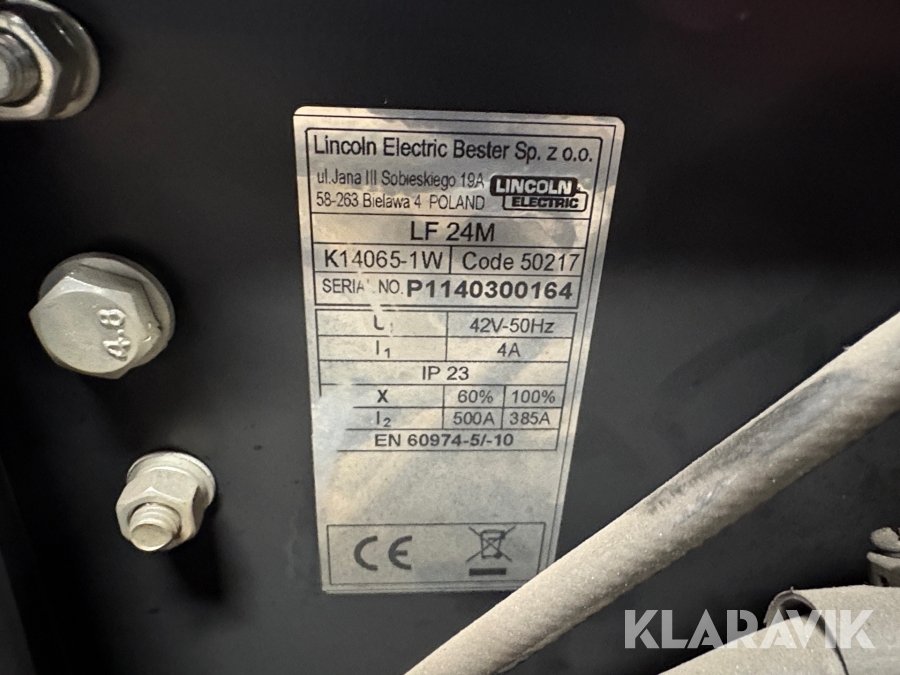 Lincoln Electric Bester Sp. z o.o.
ul.Jana III Sobieskiego 19A
58-263 Bielawa 4 POLAND
LINCOLN
ELECTRIC
LF 24M
K14065-1W Code 50217
SERIAL NO. P1140300164
U1 42V-50Hz
I1 4A
IP 23
X 60% 100%
I2 500A 385A
EN 60974-5/-10
CE
4.8
KLARAVIK